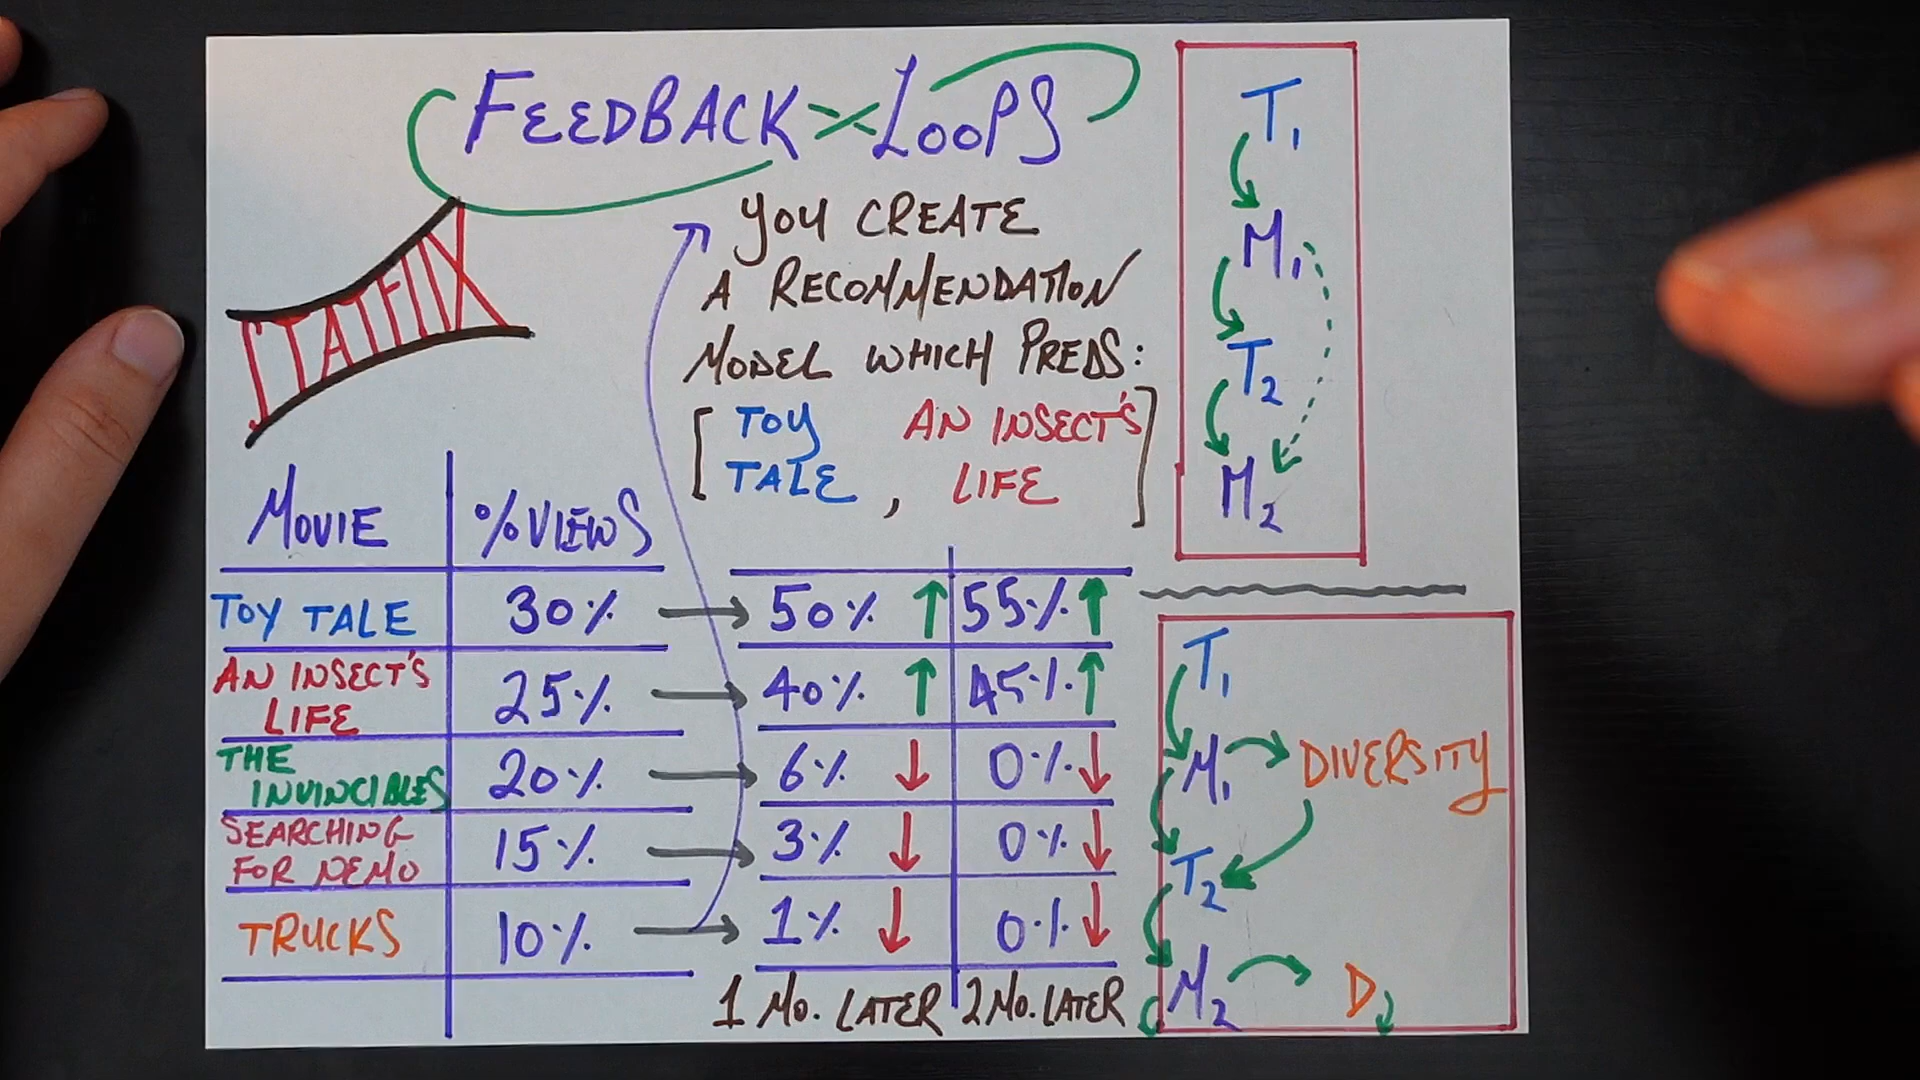 FEEDBACK LOOPS
STATFLIX
YOU CREATE
A RECOMMENDATION
MODEL WHICH PREDS:
[TOY TALE, AN INSECT'S LIFE]
MOVIE %VIEWS
TOY TALE 30% 50% 55%
AN INSECT'S LIFE 25% 40% 45%
THE INVINCIBLES 20% 6% 0%
SEARCHING FOR NEMO 15% 3% 0%
TRUCKS 10% 1% 0%
1 MO. LATER 2 MO. LATER
T1
M1
T2
M2
T1
M1 DIVERSITY
T2
M2 D